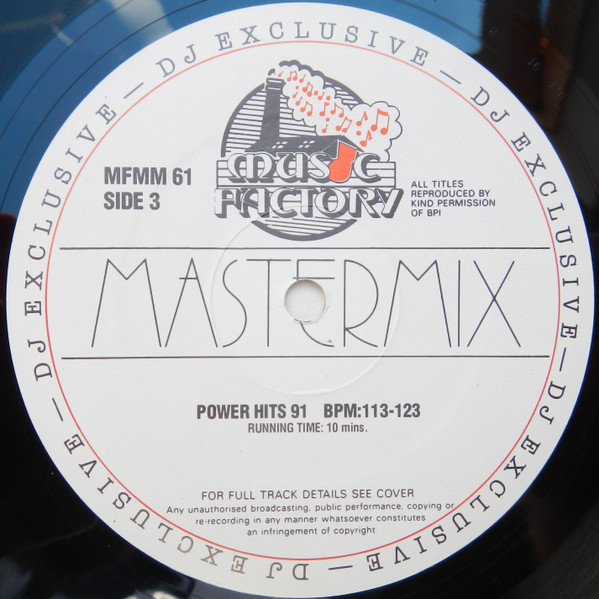 DJ EXCLUSIVE — DJ EXCLUSIVE — DJ EXCLUSIVE — DJ EXCLUSIVE — DJ EXCLUSIVE —
MUSIC
FACTORY
MFMM 61
SIDE 3
ALL TITLES
REPRODUCED BY
KIND PERMISSION
OF BPI
MASTERMIX
POWER HITS 91 BPM:113-123
RUNNING TIME: 10 mins.
FOR FULL TRACK DETAILS SEE COVER
Any unauthorised broadcasting, public performance, copying or
re-recording in any manner whatsoever constitutes
an infringement of copyright